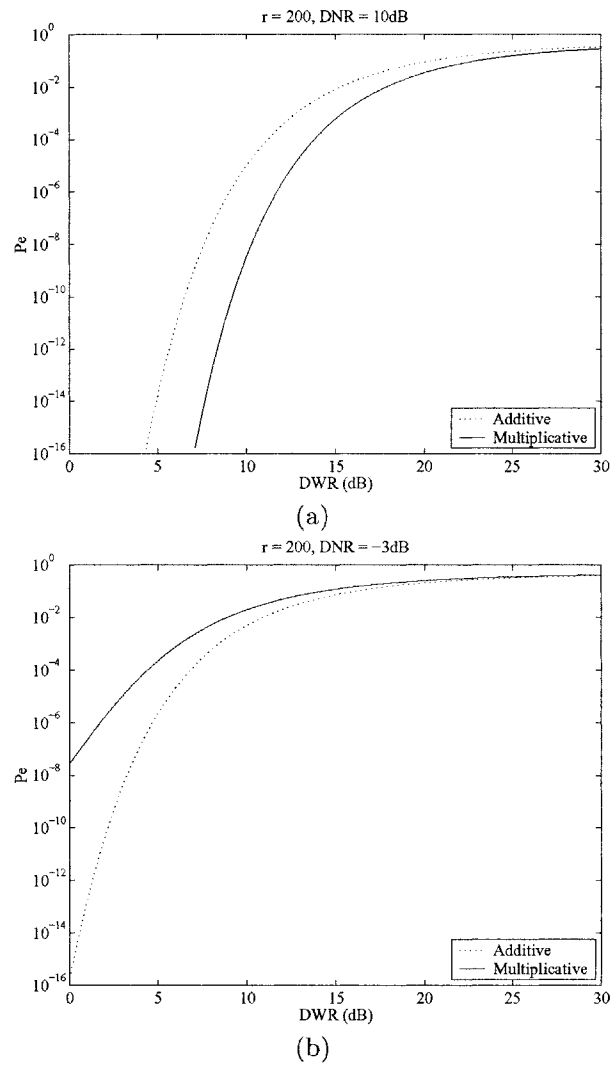 r = 200, DNR = 10dB
Pe
10^0
10^-2
10^-4
10^-6
10^-8
10^-10
10^-12
10^-14
10^-16
0 5 10 15 20 25 30
DWR (dB)
Additive
Multiplicative
(a)
r = 200, DNR = −3dB
Pe
10^0
10^-2
10^-4
10^-6
10^-8
10^-10
10^-12
10^-14
10^-16
0 5 10 15 20 25 30
DWR (dB)
Additive
Multiplicative
(b)